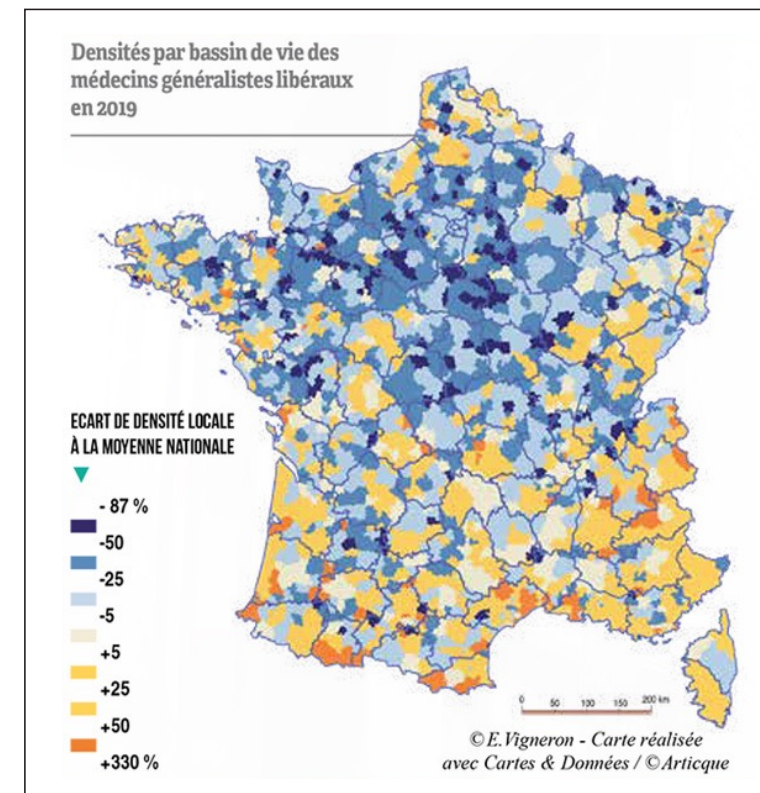 Densités par bassin de vie des
médecins généralistes libéraux
en 2019
ECART DE DENSITÉ LOCALE
À LA MOYENNE NATIONALE
- 87 %
-50
-25
-5
+5
+25
+50
+330 %
0 50 100 150 200 km
© E.Vigneron - Carte réalisée
avec Cartes & Données / © Articque